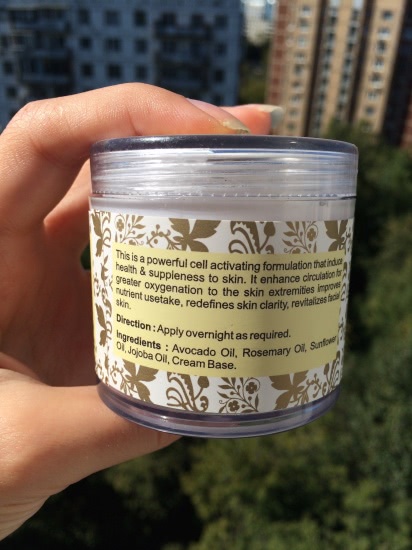 This is a powerful cell activating formulation that induce
health & suppleness to skin. It enhance circulation for
greater oxygenation to the skin extremities improves
nutrient usetake, redefines skin clarity, revitalizes facial
skin.
Direction : Apply overnight as required.
Ingredients : Avocado Oil, Rosemary Oil, Sunflower
Oil, Jojoba Oil, Cream Base.